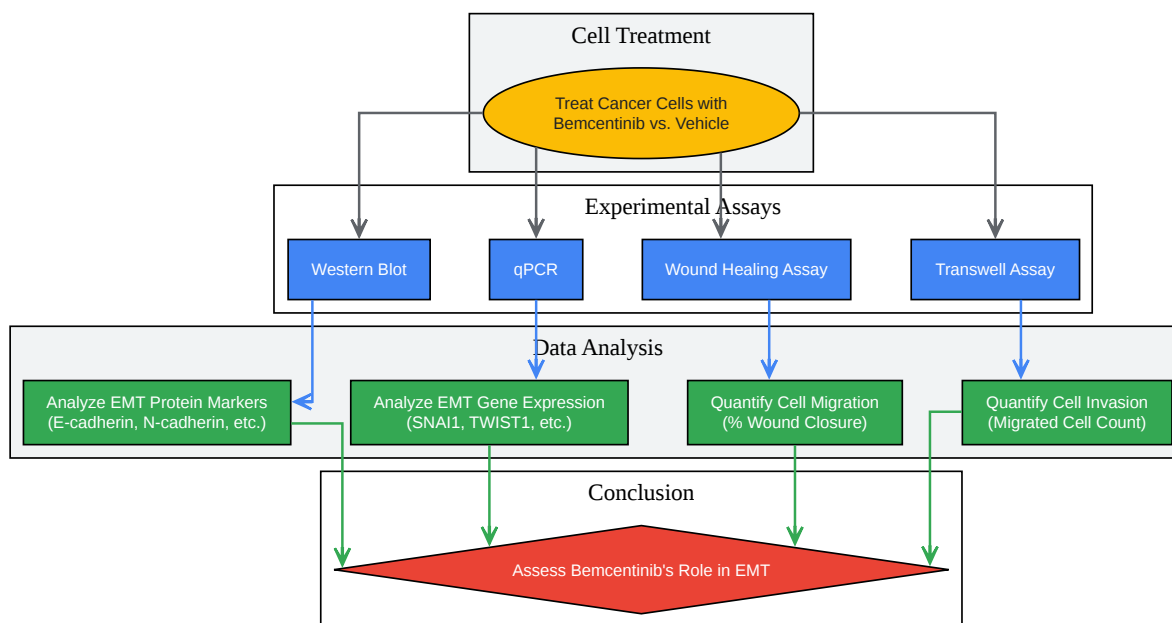 Cell Treatment
Treat Cancer Cells with
Bemcentinib vs. Vehicle
Experimental Assays
Western Blot
qPCR
Wound Healing Assay
Transwell Assay
Data Analysis
Analyze EMT Protein Markers
(E-cadherin, N-cadherin, etc.)
Analyze EMT Gene Expression
(SNAI1, TWIST1, etc.)
Quantify Cell Migration
(% Wound Closure)
Quantify Cell Invasion
(Migrated Cell Count)
Conclusion
Assess Bemcentinib's Role in EMT